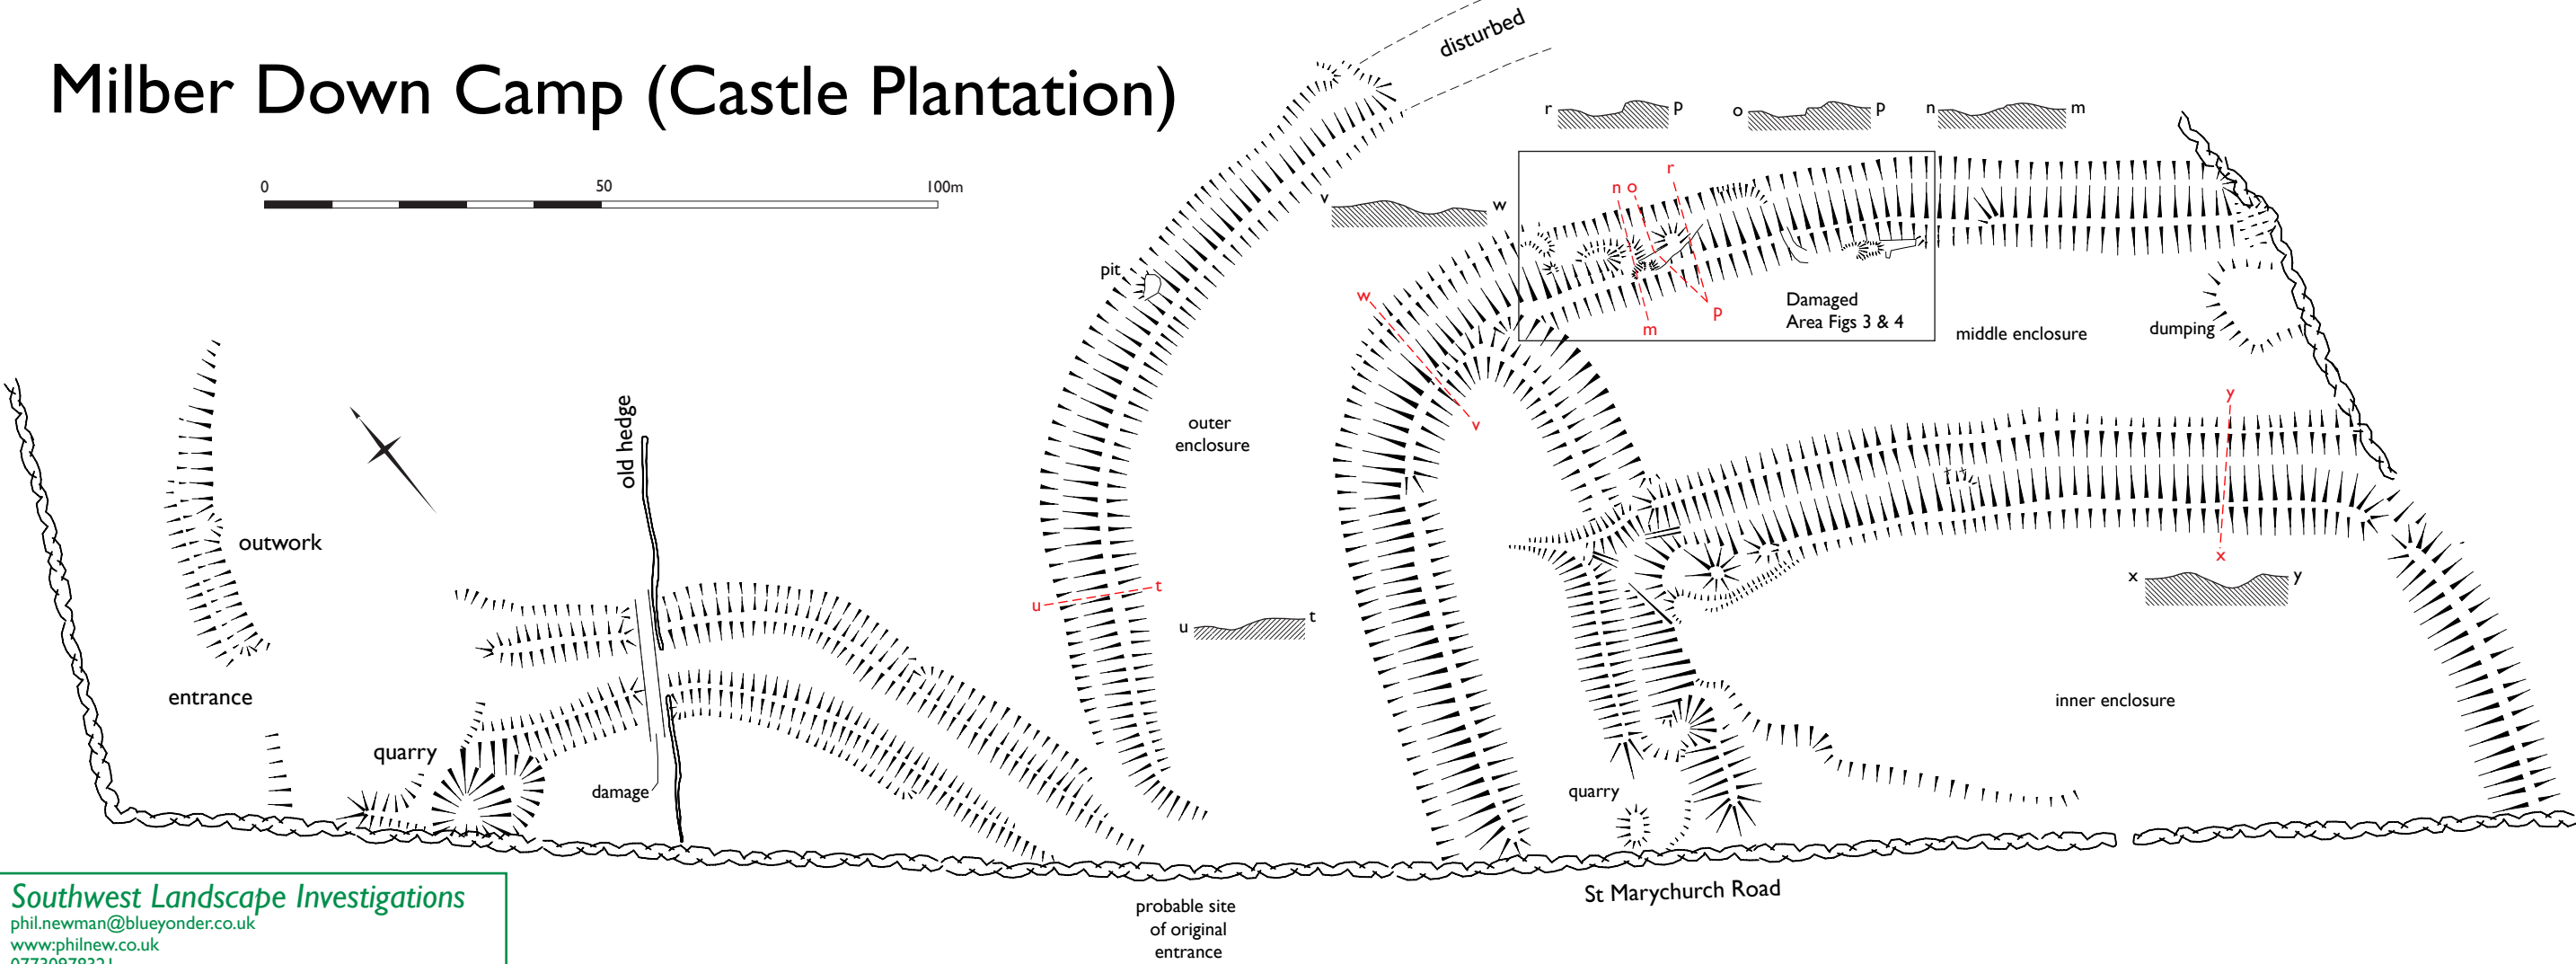 Milber Down Camp (Castle Plantation)
0 50 100m
disturbed
r p o p n m
v w
r
n o
p
m
w
v
pit
Damaged
Area Figs 3 & 4
middle enclosure
dumping
outer
enclosure
old hedge
y
x
x y
outwork
u t
u t
entrance
inner enclosure
quarry
damage
quarry
St Marychurch Road
probable site
of original
entrance
Southwest Landscape Investigations
phil.newman@blueyonder.co.uk
www:philnew.co.uk